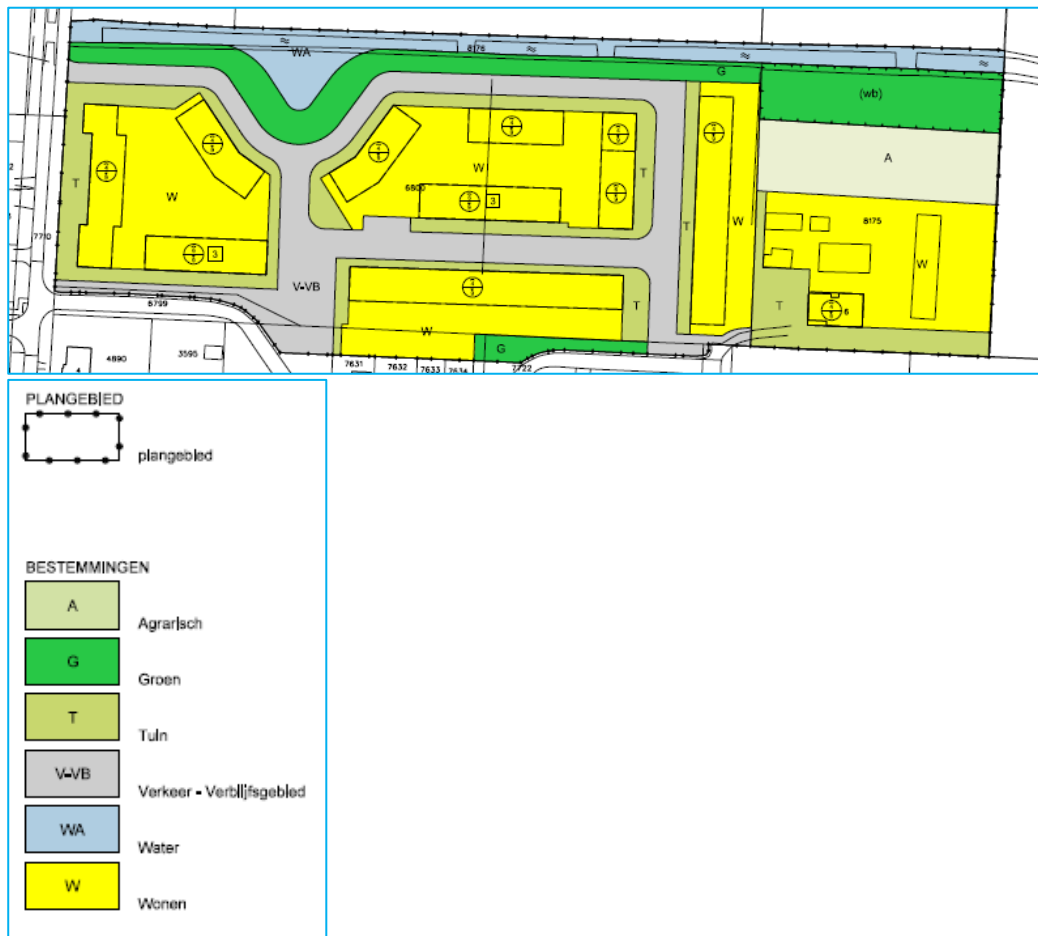 WA
8176
G
(wb)
A
T
W
6800
W
T
T
W
8175
W
3
3
7710
V-VB
T
6
6799
W
G
4890
3595
7631
7632
7633
7634
7722
PLANGEBIED
plangebied
BESTEMMINGEN
A
Agrarisch
G
Groen
T
Tuin
V-VB
Verkeer - Verblijfsgebied
WA
Water
W
Wonen